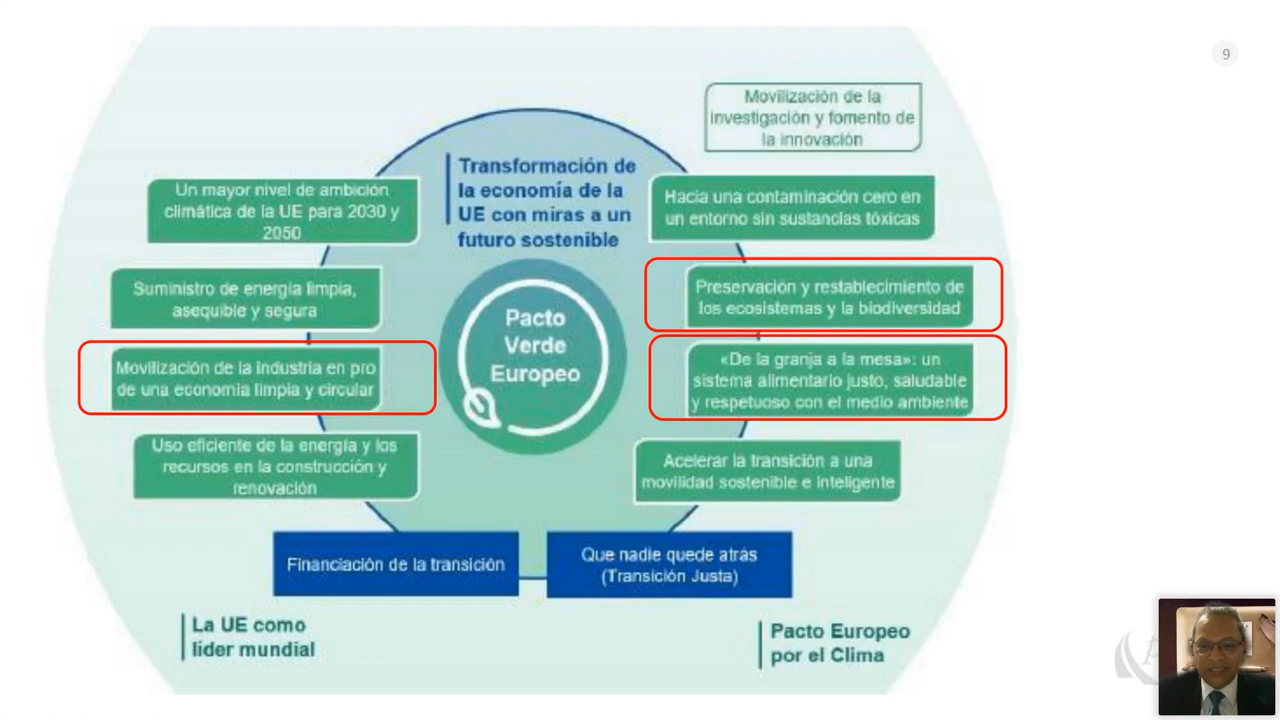 9
Movilización de la
investigación y fomento de
la innovación
Transformación de
la economía de la
UE con miras a un
futuro sostenible
Un mayor nivel de ambición
climática de la UE para 2030 y
2050
Hacia una contaminación cero en
un entorno sin sustancias tóxicas
Suministro de energía limpia,
asequible y segura
Preservación y restablecimiento de
los ecosistemas y la biodiversidad
Pacto
Verde
Europeo
Movilización de la industria en pro
de una economía limpia y circular
«De la granja a la mesa»: un
sistema alimentario justo, saludable
y respetuoso con el medio ambiente
Uso eficiente de la energía y los
recursos en la construcción y
renovación
Acelerar la transición a una
movilidad sostenible e inteligente
Financiación de la transición
Que nadie quede atrás
(Transición Justa)
La UE como
líder mundial
Pacto Europeo
por el Clima